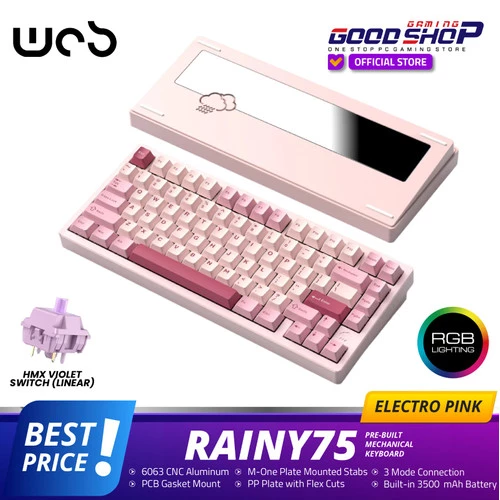 wob
GAMING
GOOD SHOP
ONE STOP PC GAMING STORE
OFFICIAL STORE
HMX VIOLET
SWITCH (LINEAR)
RGB
LIGHTING
ELECTRO PINK
BEST
PRICE!
RAINY75
PRE-BUILT
MECHANICAL
KEYBOARD
• 6063 CNC Aluminum
• M-One Plate Mounted Stabs
• 3 Mode Connection
• PCB Gasket Mount
• PP Plate with Flex Cuts
• Built-in 3500 mAh Battery